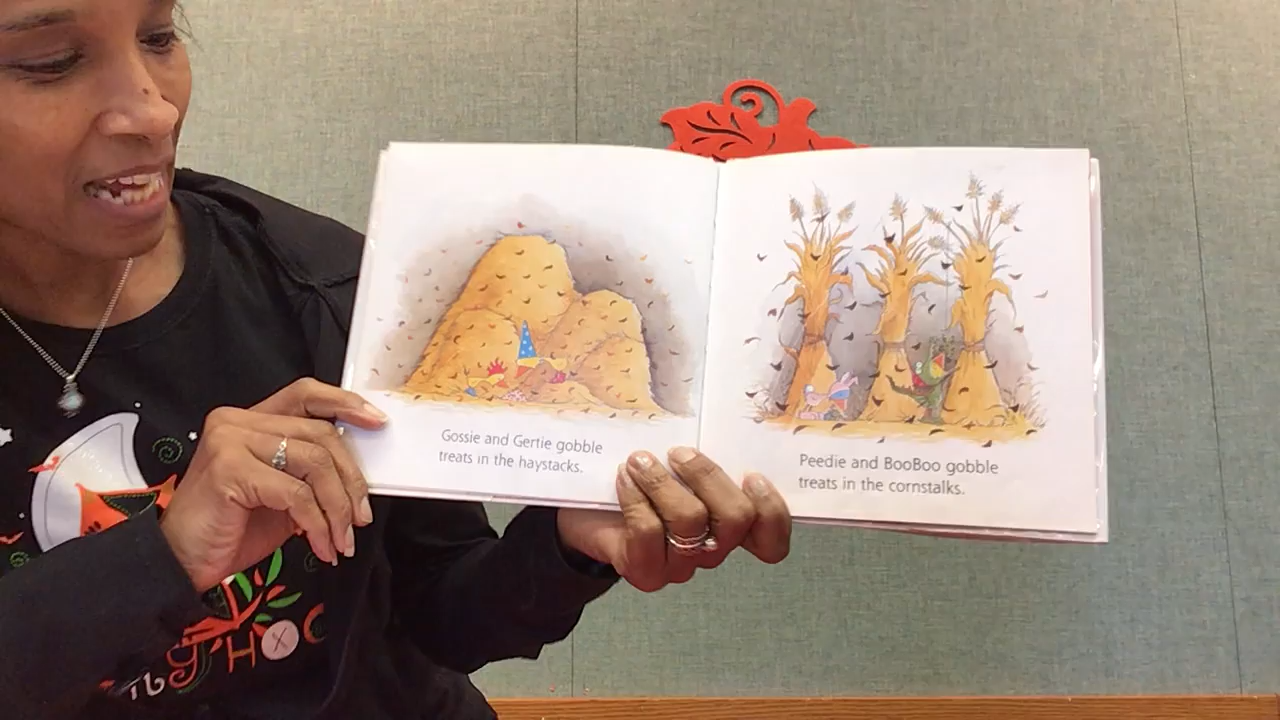 Gossie and Gertie gobble
treats in the haystacks.
Peedie and BooBoo gobble
treats in the cornstalks.